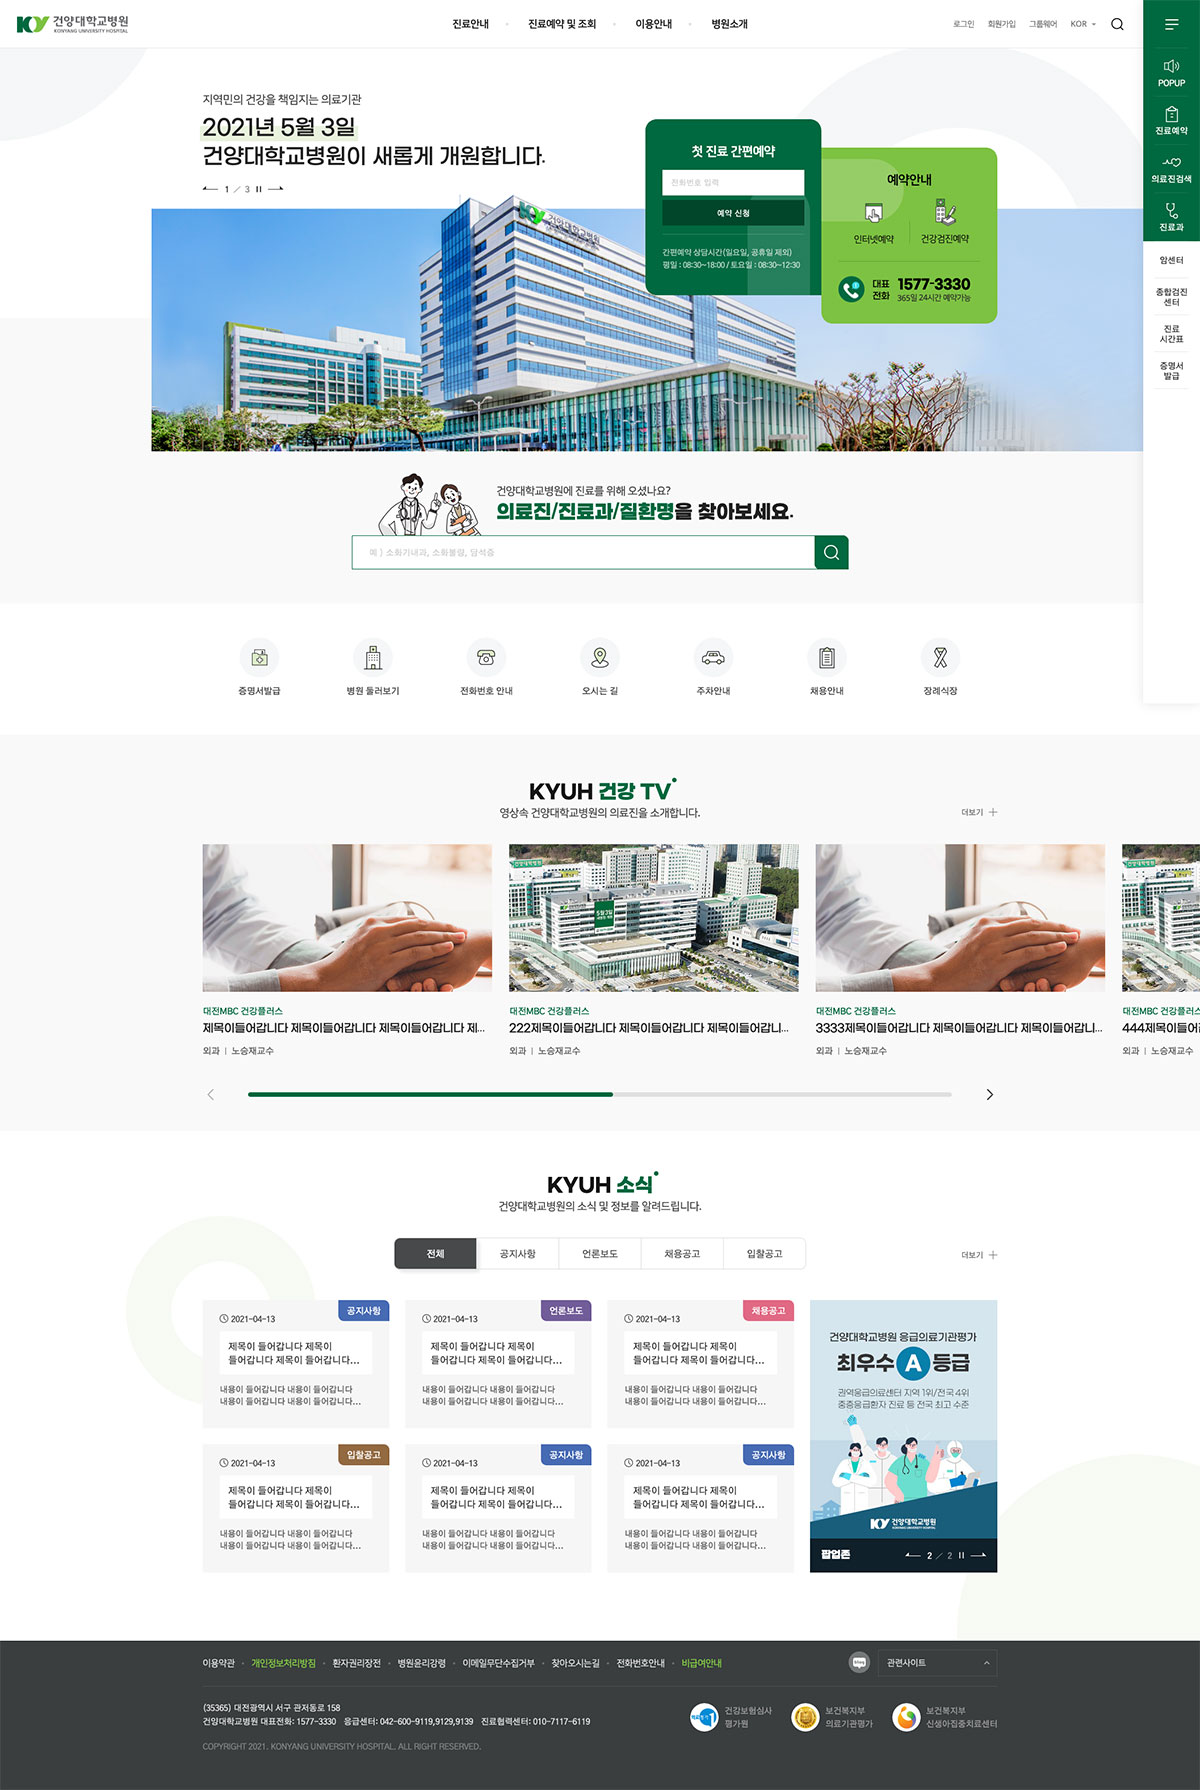 KY 건양대학교병원
KONYANG UNIVERSITY HOSPITAL
진료안내
진료예약 및 조회
이용안내
병원소개
로그인
회원가입
그룹웨어
KOR
POPUP
진료예약
의료진검색
진료과
암센터
종합검진
센터
진료
시간표
증명서
발급
지역민의 건강을 책임지는 의료기관
2021년 5월 3일
건양대학교병원이 새롭게 개원합니다.
1 / 3
첫 진료 간편예약
전화번호 입력
예약 신청
간편예약 상담시간(일요일, 공휴일 제외)
평일 : 08:30~18:00 / 토요일 : 08:30~12:30
예약안내
인터넷예약
건강검진예약
대표
전화
1577-3330
365일 24시간 예약가능
KY 건양대학교병원
건양대학교병원에 진료를 위해 오셨나요?
의료진/진료과/질환명을 찾아보세요.
예 ) 소화기내과, 소화불량, 담석증
증명서발급
병원 둘러보기
전화번호 안내
오시는 길
주차안내
채용안내
장례식장
KYUH 건강 TV
영상속 건양대학교병원의 의료진을 소개합니다.
더보기
대전MBC 건강플러스
제목이들어갑니다 제목이들어갑니다 제목이들어갑니다 제...
외과 | 노승재교수
대전MBC 건강플러스
222제목이들어갑니다 제목이들어갑니다 제목이들어갑니...
외과 | 노승재교수
대전MBC 건강플러스
3333제목이들어갑니다 제목이들어갑니다 제목이들어갑니...
외과 | 노승재교수
대전MBC 건강플러스
444제목이들어갑
외과 | 노승재교수
KYUH 소식
건양대학교병원의 소식 및 정보를 알려드립니다.
전체
공지사항
언론보도
채용공고
입찰공고
더보기
2021-04-13
공지사항
제목이 들어갑니다 제목이
들어갑니다 제목이 들어갑니다...
내용이 들어갑니다 내용이 들어갑니다
내용이 들어갑니다 내용이 들어갑니다...
2021-04-13
언론보도
제목이 들어갑니다 제목이
들어갑니다 제목이 들어갑니다...
내용이 들어갑니다 내용이 들어갑니다
내용이 들어갑니다 내용이 들어갑니다...
2021-04-13
채용공고
제목이 들어갑니다 제목이
들어갑니다 제목이 들어갑니다...
내용이 들어갑니다 내용이 들어갑니다
내용이 들어갑니다 내용이 들어갑니다...
2021-04-13
입찰공고
제목이 들어갑니다 제목이
들어갑니다 제목이 들어갑니다...
내용이 들어갑니다 내용이 들어갑니다
내용이 들어갑니다 내용이 들어갑니다...
2021-04-13
공지사항
제목이 들어갑니다 제목이
들어갑니다 제목이 들어갑니다...
내용이 들어갑니다 내용이 들어갑니다
내용이 들어갑니다 내용이 들어갑니다...
2021-04-13
공지사항
제목이 들어갑니다 제목이
들어갑니다 제목이 들어갑니다...
내용이 들어갑니다 내용이 들어갑니다
내용이 들어갑니다 내용이 들어갑니다...
건양대학교병원 응급의료기관평가
최우수 A 등급
권역응급의료센터 지역 1위/전국 4위
중증응급환자 진료 등 전국 최고 수준
KY 건양대학교병원
KONYANG UNIVERSITY HOSPITAL
팝업존
2 / 2
이용약관
개인정보처리방침
환자권리장전
병원윤리강령
이메일무단수집거부
찾아오시는길
전화번호안내
비급여안내
관련사이트
(35365) 대전광역시 서구 관저동로 158
건양대학교병원 대표전화: 1577-3330 응급센터: 042-600-9119,9129,9139 진료협력센터: 010-7117-6119
COPYRIGHT 2021. KONYANG UNIVERSITY HOSPITAL. ALL RIGHT RESERVED.
건강보험심사
평가원
보건복지부
의료기관평가
보건복지부
신생아집중치료센터